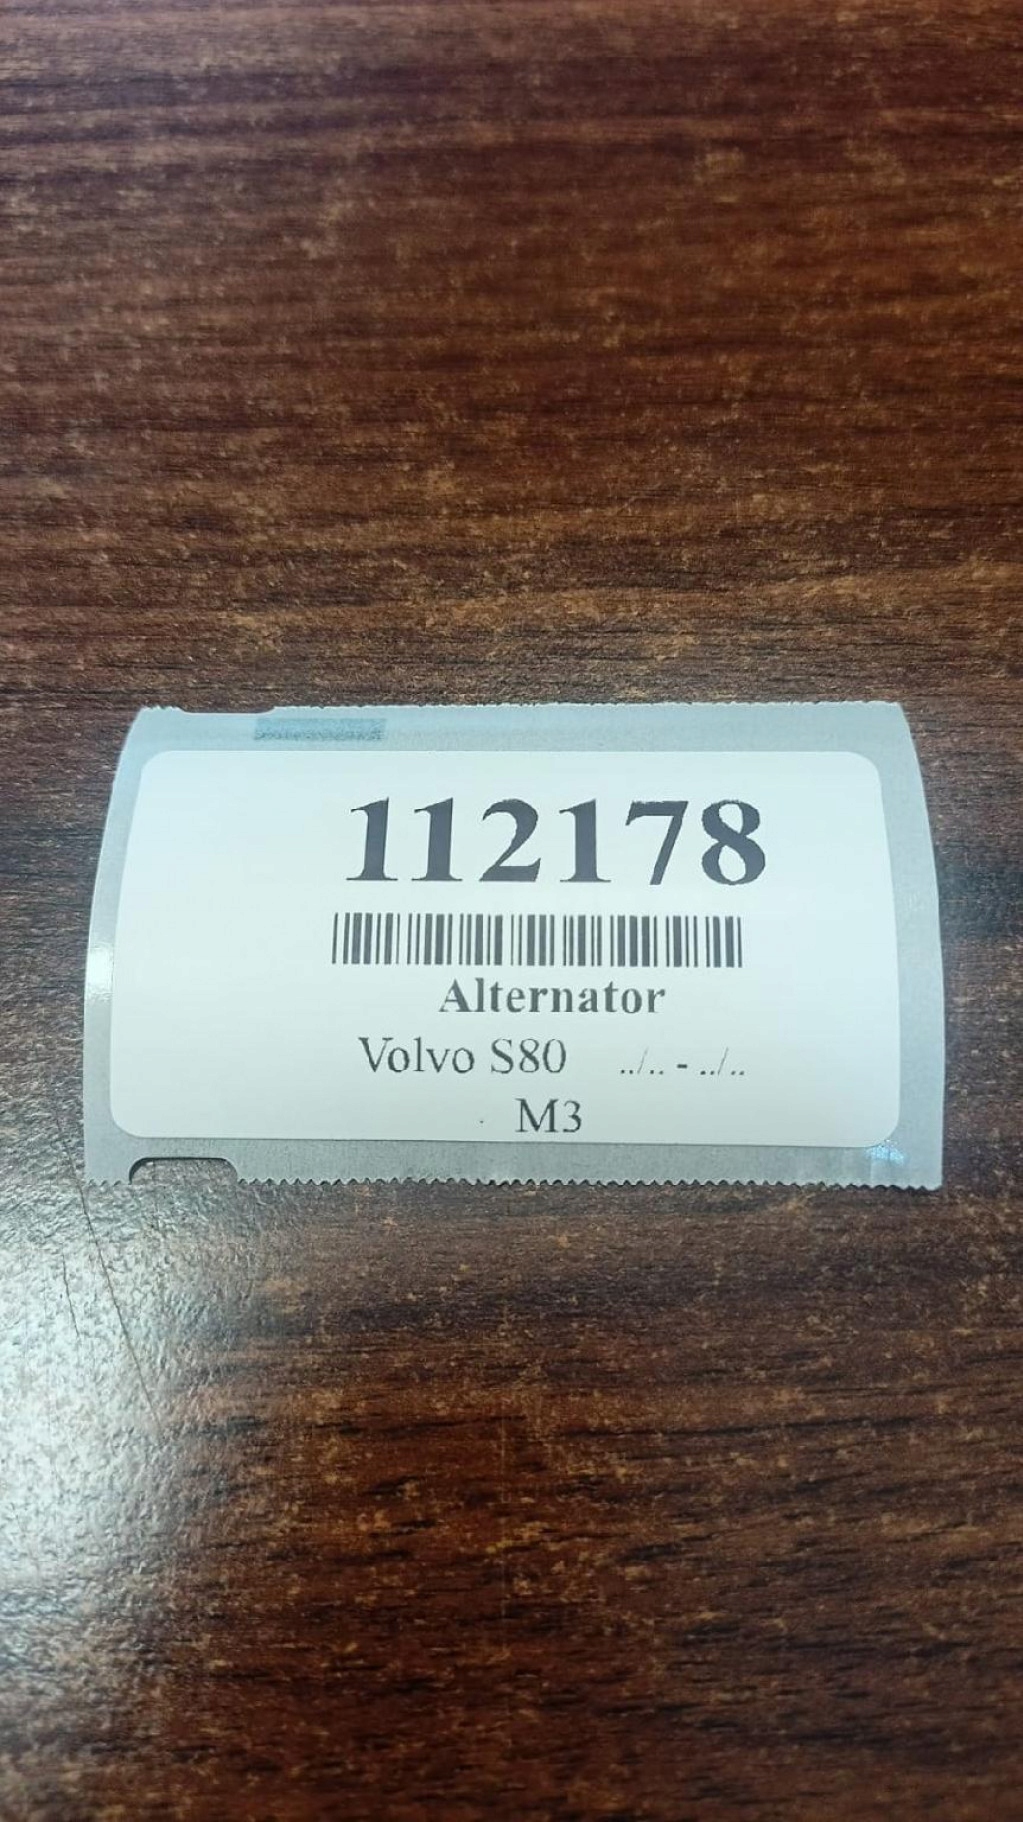 112178
Alternator
Volvo S80 ../.. - ../..
M3